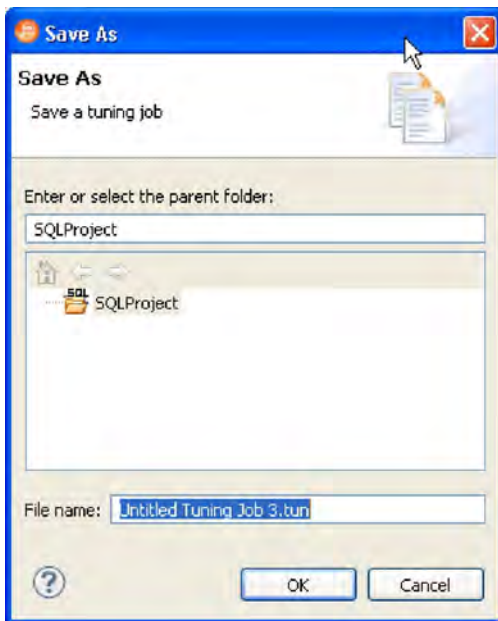 Save As
Save As
Save a tuning job
Enter or select the parent folder:
SQLProject
SQL
SQLProject
File name: Untitled Tuning Job 3.tun
? OK Cancel